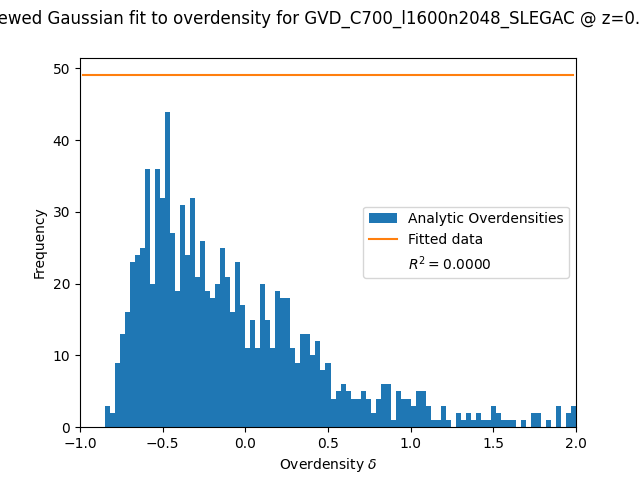 ewed Gaussian fit to overdensity for GVD_C700_l1600n2048_SLEGAC @ z=0.
50
40
30
20
10
0
Frequency
Analytic Overdensities
Fitted data
R² = 0.0000
−1.0 −0.5 0.0 0.5 1.0 1.5 2.0
Overdensity δ